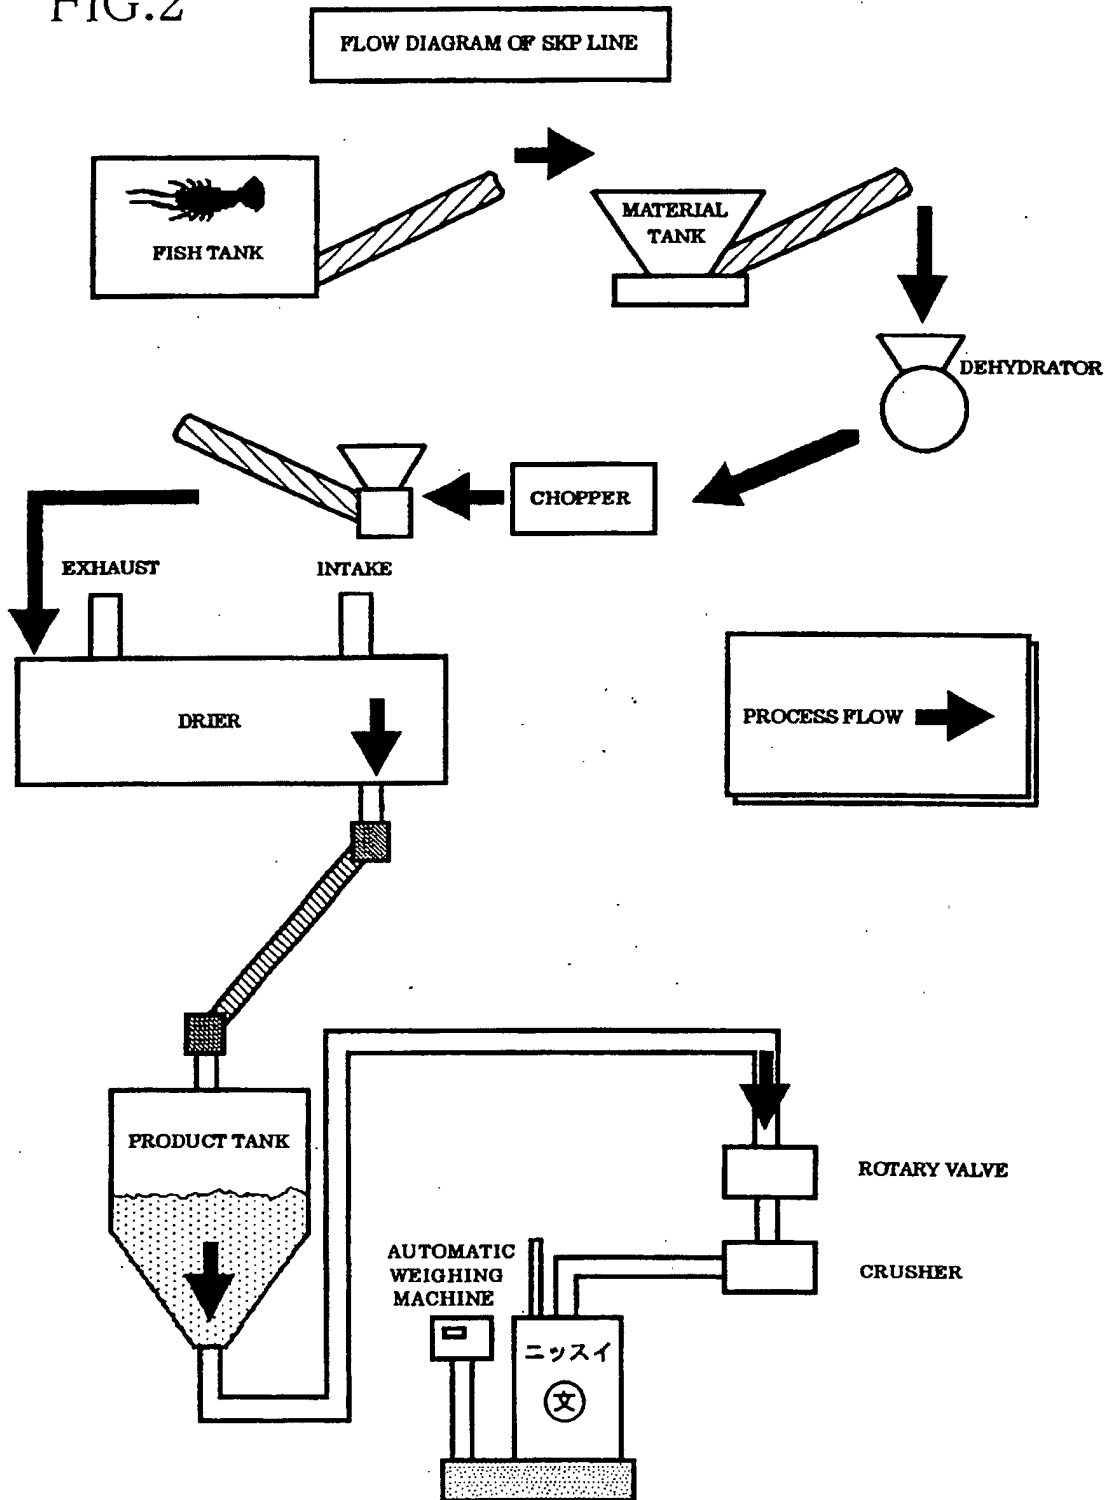 FIG.2
FLOW DIAGRAM OF SKP LINE
FISH TANK
MATERIAL
TANK
DEHYDRATOR
CHOPPER
EXHAUST
INTAKE
DRIER
PROCESS FLOW
PRODUCT TANK
ROTARY VALVE
AUTOMATIC
WEIGHING
MACHINE
CRUSHER
ニッスイ
文